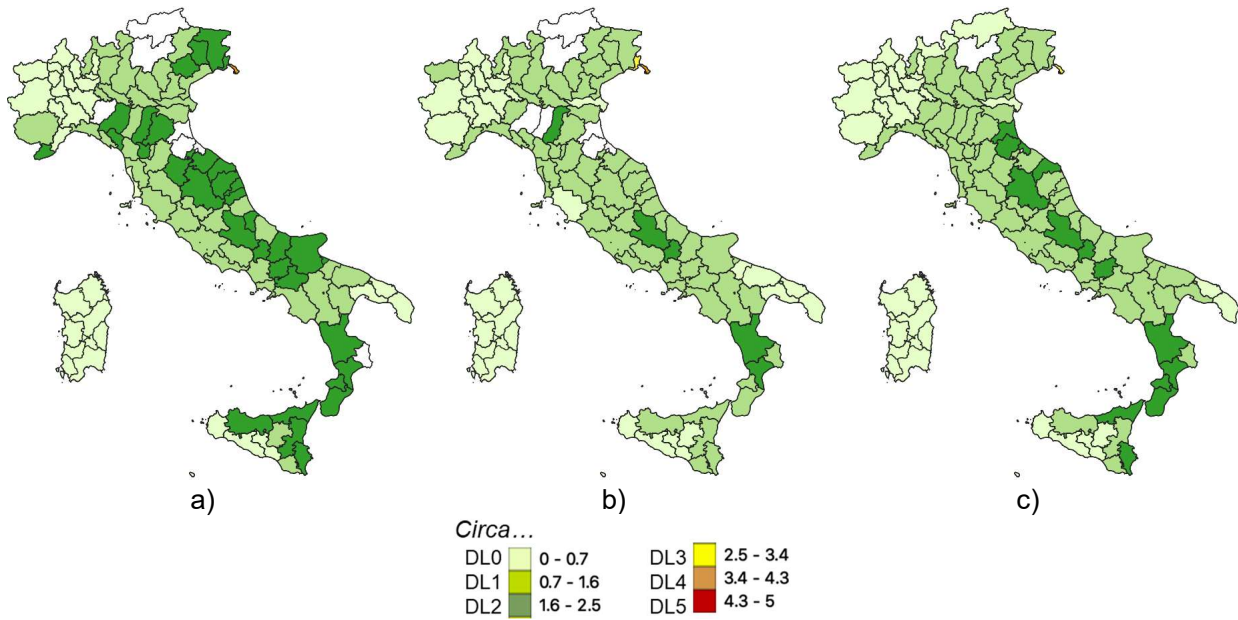 a)
b)
c)
Circa…
DL0 0 - 0.7
DL1 0.7 - 1.6
DL2 1.6 - 2.5
DL3 2.5 - 3.4
DL4 3.4 - 4.3
DL5 4.3 - 5